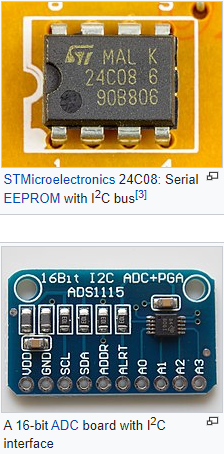 ST MAL K
24C08 6
90B806
STMicroelectronics 24C08: Serial
EEPROM with I²C bus[3]
16Bit I2C ADC+PGA
ADS1115
VDD
GND
SCL
SDA
ADDR
ALRT
A0
A1
A2
A3
A 16-bit ADC board with I²C
interface